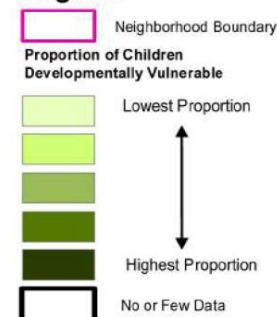 Neighborhood Boundary
Proportion of Children
Developmentally Vulnerable
Lowest Proportion
Highest Proportion
No or Few Data